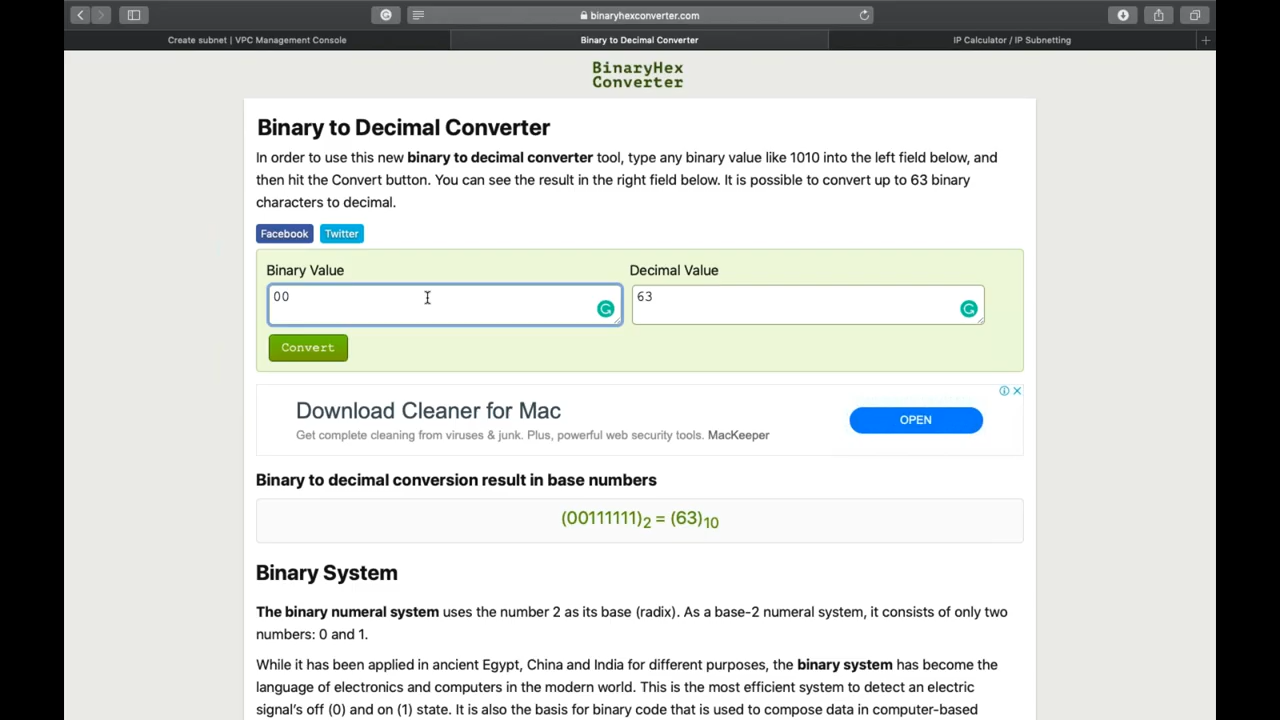 binaryhexconverter.com
Create subnet | VPC Management Console
Binary to Decimal Converter
IP Calculator / IP Subnetting
BinaryHex
Converter
Binary to Decimal Converter
In order to use this new binary to decimal converter tool, type any binary value like 1010 into the left field below, and
then hit the Convert button. You can see the result in the right field below. It is possible to convert up to 63 binary
characters to decimal.
Facebook
Twitter
Binary Value
Decimal Value
00
63
Convert
Download Cleaner for Mac
Get complete cleaning from viruses & junk. Plus, powerful web security tools. MacKeeper
OPEN
Binary to decimal conversion result in base numbers
(00111111)2 = (63)10
Binary System
The binary numeral system uses the number 2 as its base (radix). As a base-2 numeral system, it consists of only two
numbers: 0 and 1.
While it has been applied in ancient Egypt, China and India for different purposes, the binary system has become the
language of electronics and computers in the modern world. This is the most efficient system to detect an electric
signal's off (0) and on (1) state. It is also the basis for binary code that is used to compose data in computer-based